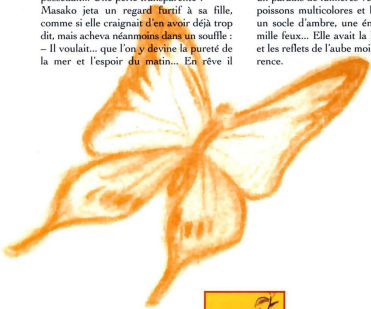 Masako jeta un regard furtif à sa fille,
comme si elle craignait d'en avoir déjà trop
dit, mais acheva néanmoins dans un souffle :
– Il voulait... que l'on y devine la pureté de
la mer et l'espoir du matin... En rêve il
poissons multicolores et
un socle d'ambre, une
mille feux... Elle avait la
et les reflets de l'aube moi
rence.